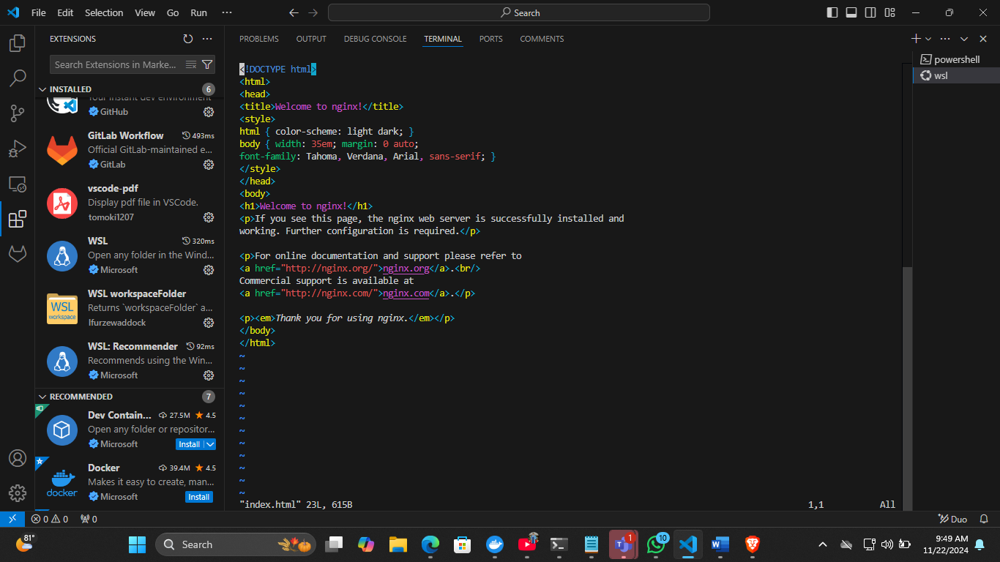 File Edit Selection View Go Run ···
Search
EXTENSIONS
Search Extensions in Marke...
INSTALLED 6
Your instant dev environment
GitHub
GitLab Workflow 493ms
Official GitLab-maintained e...
GitLab
vscode-pdf
Display pdf file in VSCode.
tomoki1207
WSL 320ms
Open any folder in the Wind...
Microsoft
WSL
workspace
WSL workspaceFolder
Returns `workspaceFolder` a...
lfurzewaddock
WSL: Recommender 92ms
Recommends using the Win...
Microsoft
RECOMMENDED 7
Dev Contain... 27.5M ★ 4.5
Open any folder or repositor...
Microsoft Install
docker
Docker 39.4M ★ 4.5
Makes it easy to create, man...
Microsoft Install
PROBLEMS OUTPUT DEBUG CONSOLE TERMINAL PORTS COMMENTS
<!DOCTYPE html>
<html>
<head>
<title>Welcome to nginx!</title>
<style>
html { color-scheme: light dark; }
body { width: 35em; margin: 0 auto;
font-family: Tahoma, Verdana, Arial, sans-serif; }
</style>
</head>
<body>
<h1>Welcome to nginx!</h1>
<p>If you see this page, the nginx web server is successfully installed and
working. Further configuration is required.</p>
<p>For online documentation and support please refer to
<a href="http://nginx.org/">nginx.org</a>.<br/>
Commercial support is available at
<a href="http://nginx.com/">nginx.com</a>.</p>
<p><em>Thank you for using nginx.</em></p>
</body>
</html>
~
~
~
~
~
~
~
~
~
~
~
~
"index.html" 23L, 615B 1,1 All
powershell
wsl
0 0 0 Duo
81°
Search
1
10
9:49 AM
11/22/2024